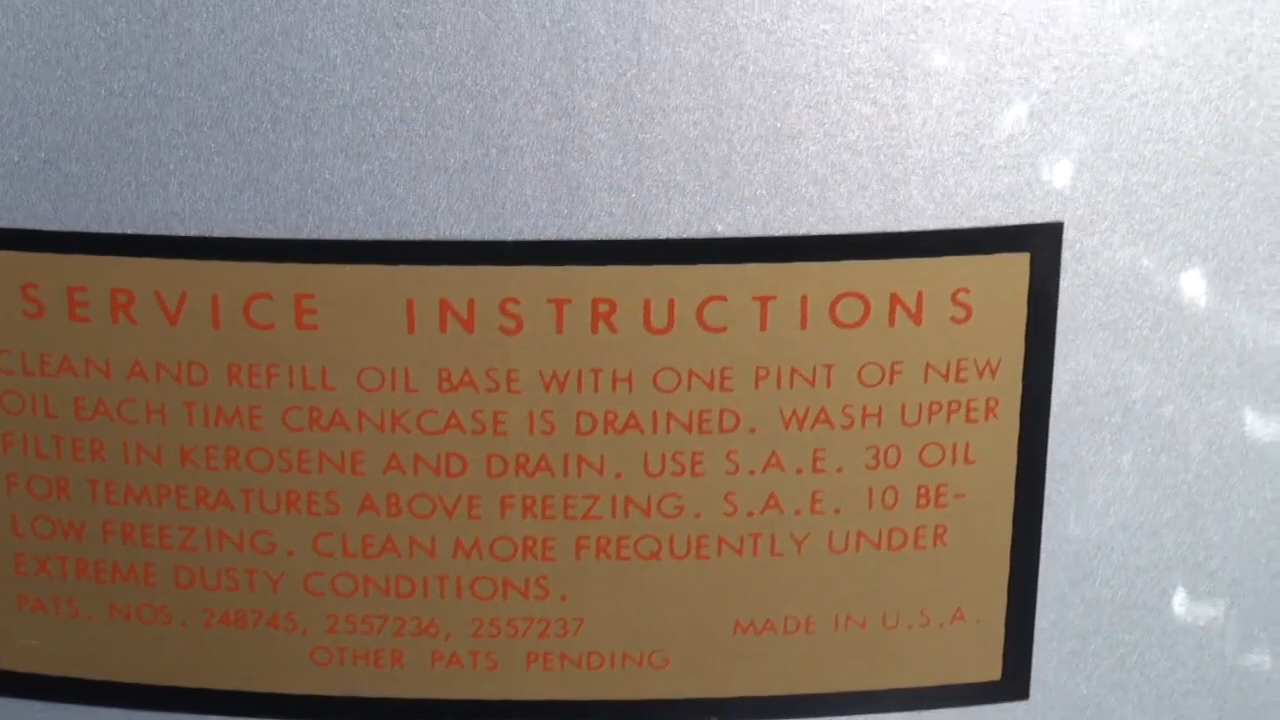 SERVICE INSTRUCTIONS
CLEAN AND REFILL OIL BASE WITH ONE PINT OF NEW
OIL EACH TIME CRANKCASE IS DRAINED. WASH UPPER
FILTER IN KEROSENE AND DRAIN. USE S.A.E. 30 OIL
FOR TEMPERATURES ABOVE FREEZING. S.A.E. 10 BE-
LOW FREEZING. CLEAN MORE FREQUENTLY UNDER
EXTREME DUSTY CONDITIONS.
PATS. NOS. 248745, 2557236, 2557237 MADE IN U.S.A.
OTHER PATS PENDING